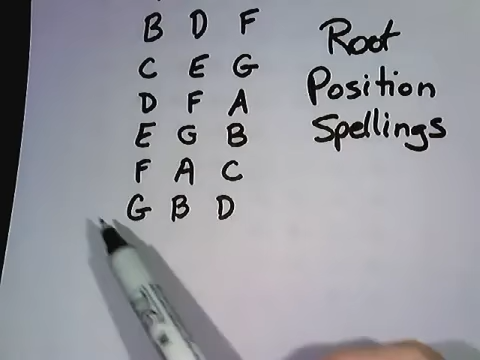 B D F
C E G
D F A
E G B
F A C
G B D
Root
Position
Spellings